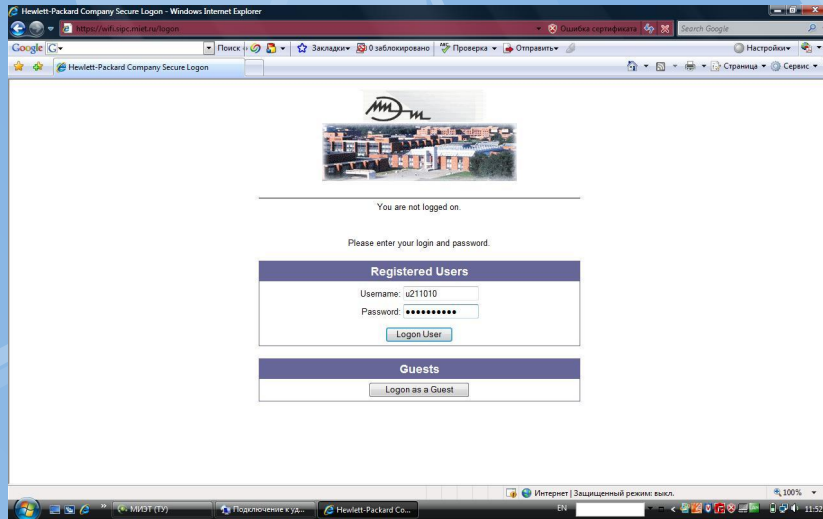 Hewlett-Packard Company Secure Logon - Windows Internet Explorer
https://wifi.sipc.miet.ru/logon Ошибка сертификата Search Google
Google G Поиск Закладки 0 заблокировано Проверка Отправить Настройки
Hewlett-Packard Company Secure Logon Страница Сервис
You are not logged on.
Please enter your login and password.
Registered Users
Username: u211010
Password: ●●●●●●●●●●
Logon User
Guests
Logon as a Guest
Интернет | Защищенный режим: выкл. 100%
МИЭТ (ТУ) Подключение к уд... Hewlett-Packard Co... EN 11:52